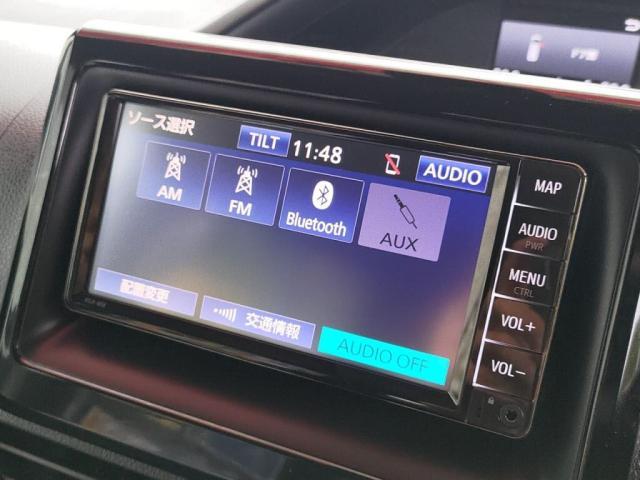 ソース選択
TILT
11:48
AUDIO
AM
FM
Bluetooth
AUX
配置変更
交通情報
AUDIO OFF
MAP
AUDIO
PWR
MENU
CTRL
VOL+
VOL-